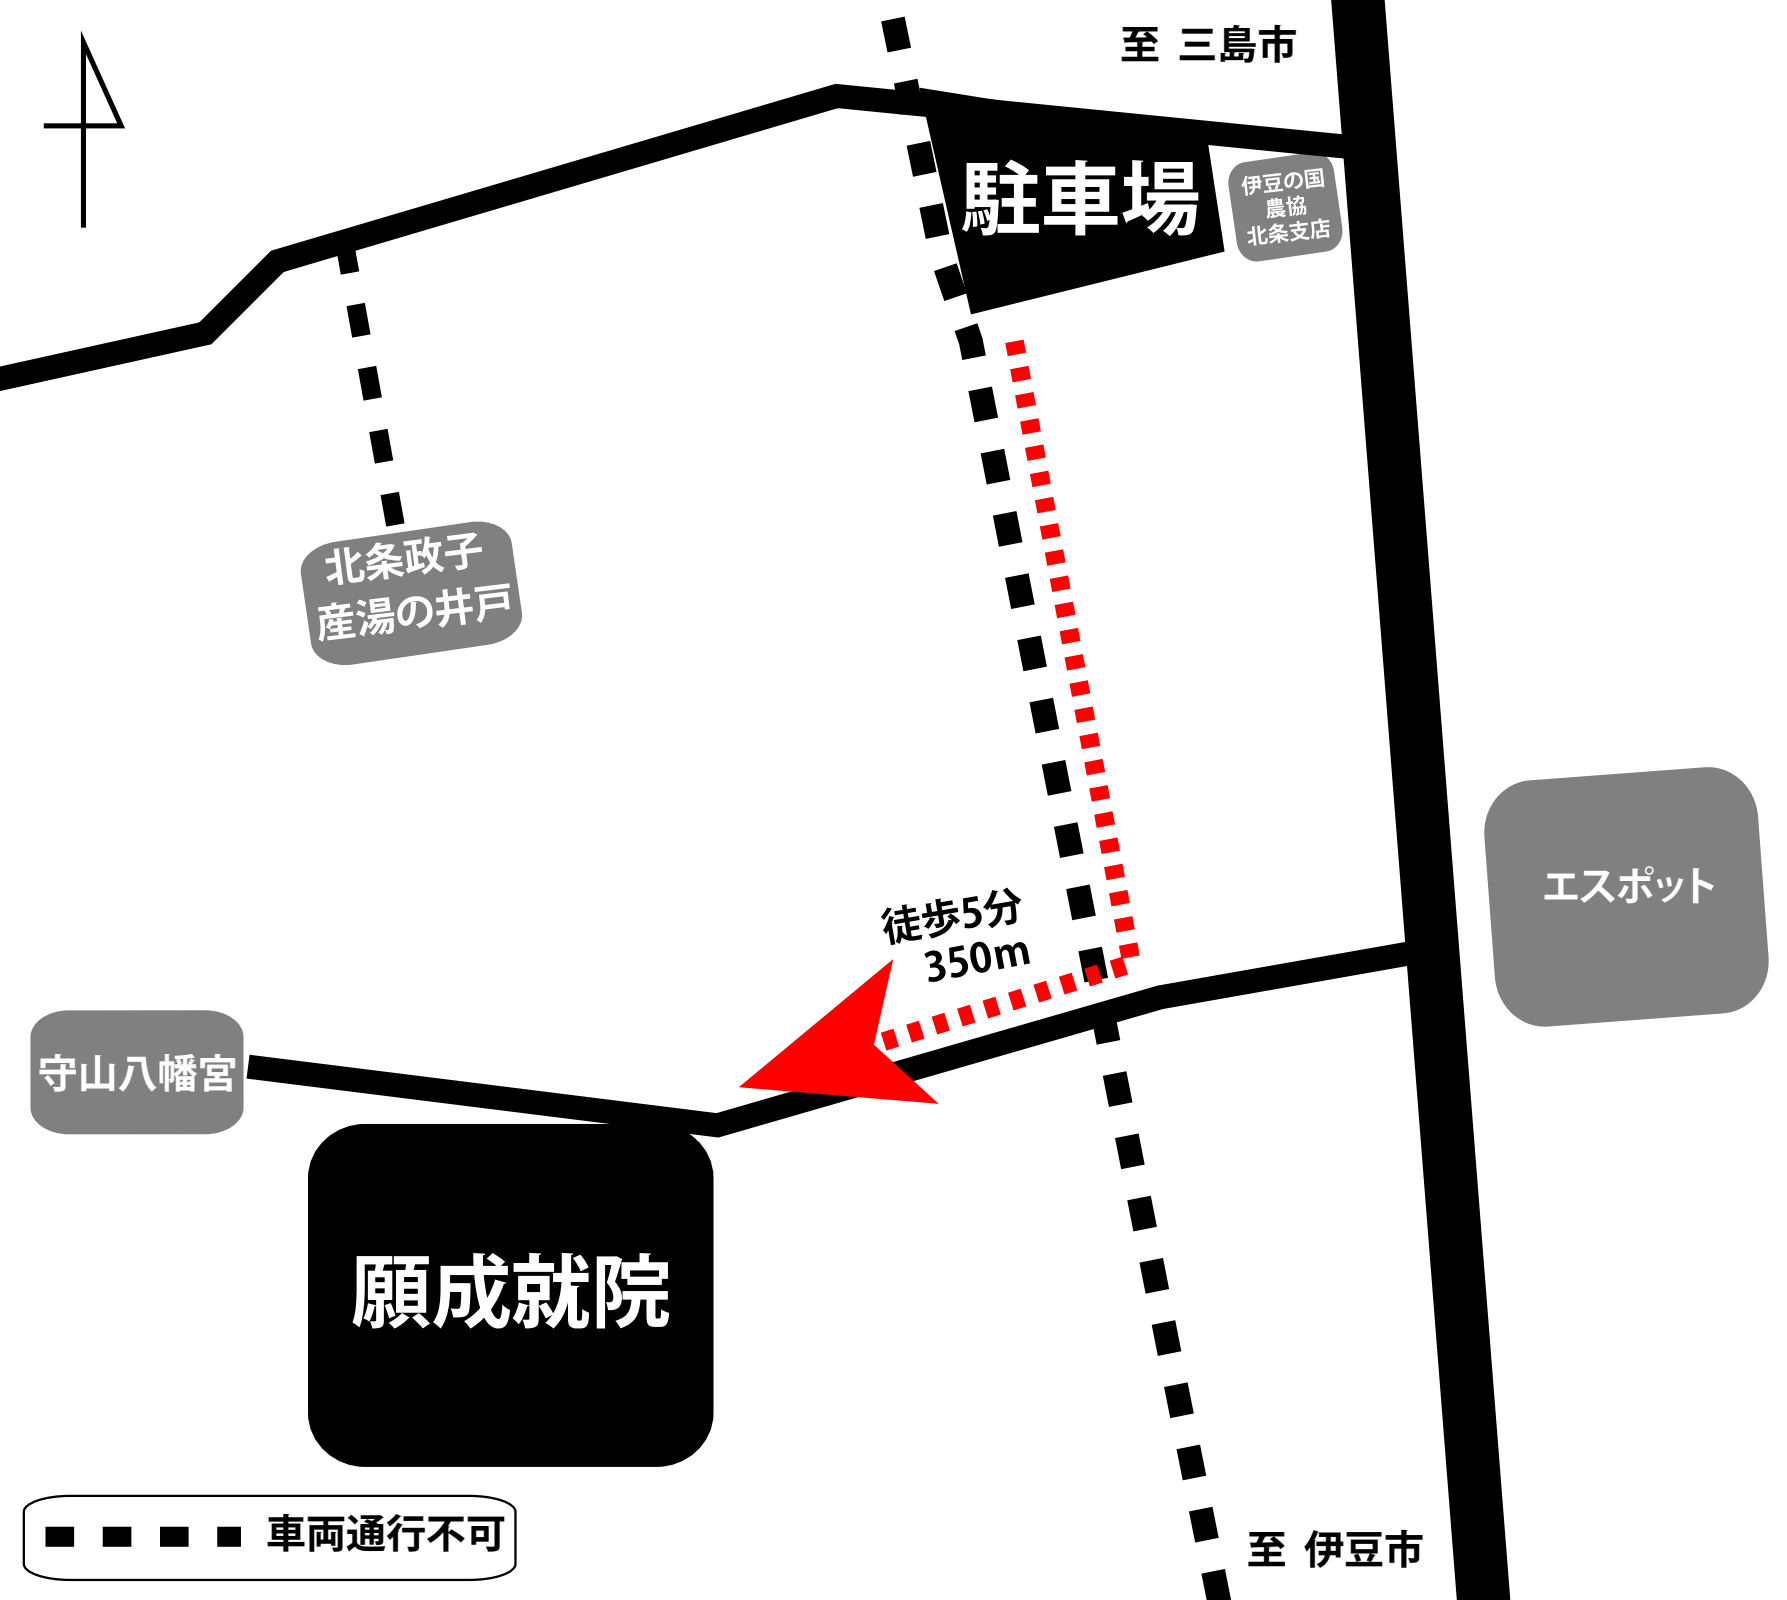 至 三島市
駐車場
伊豆の国
農協
北条支店
北条政子
産湯の井戸
エスポット
徒歩5分
350m
守山八幡宮
願成就院
車両通行不可
至 伊豆市